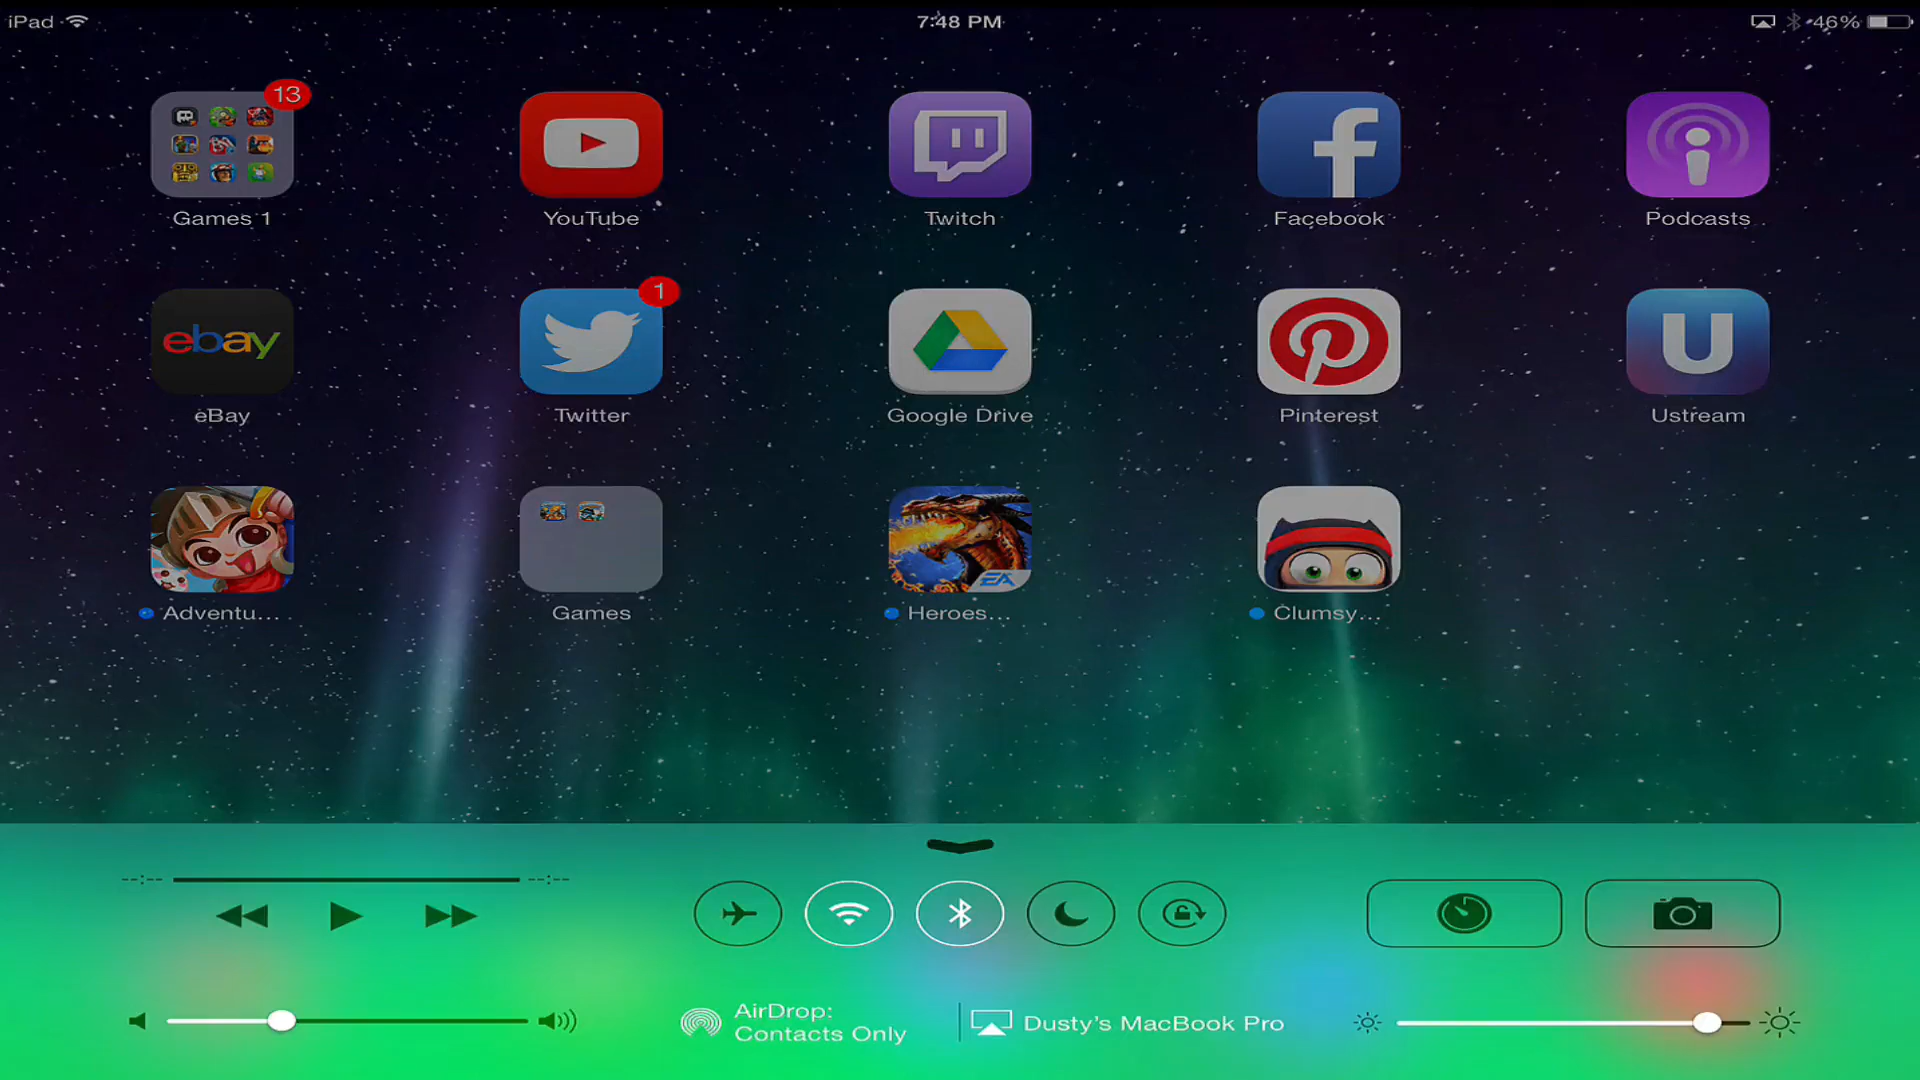 iPad
7:48 PM
46%
13
Games 1
YouTube
Twitch
Facebook
Podcasts
ebay
1
eBay
Twitter
Google Drive
Pinterest
U
Ustream
EA
Adventu...
Games
Heroes...
Clumsy...
--:--
--:--
AirDrop:
Contacts Only
Dusty's MacBook Pro